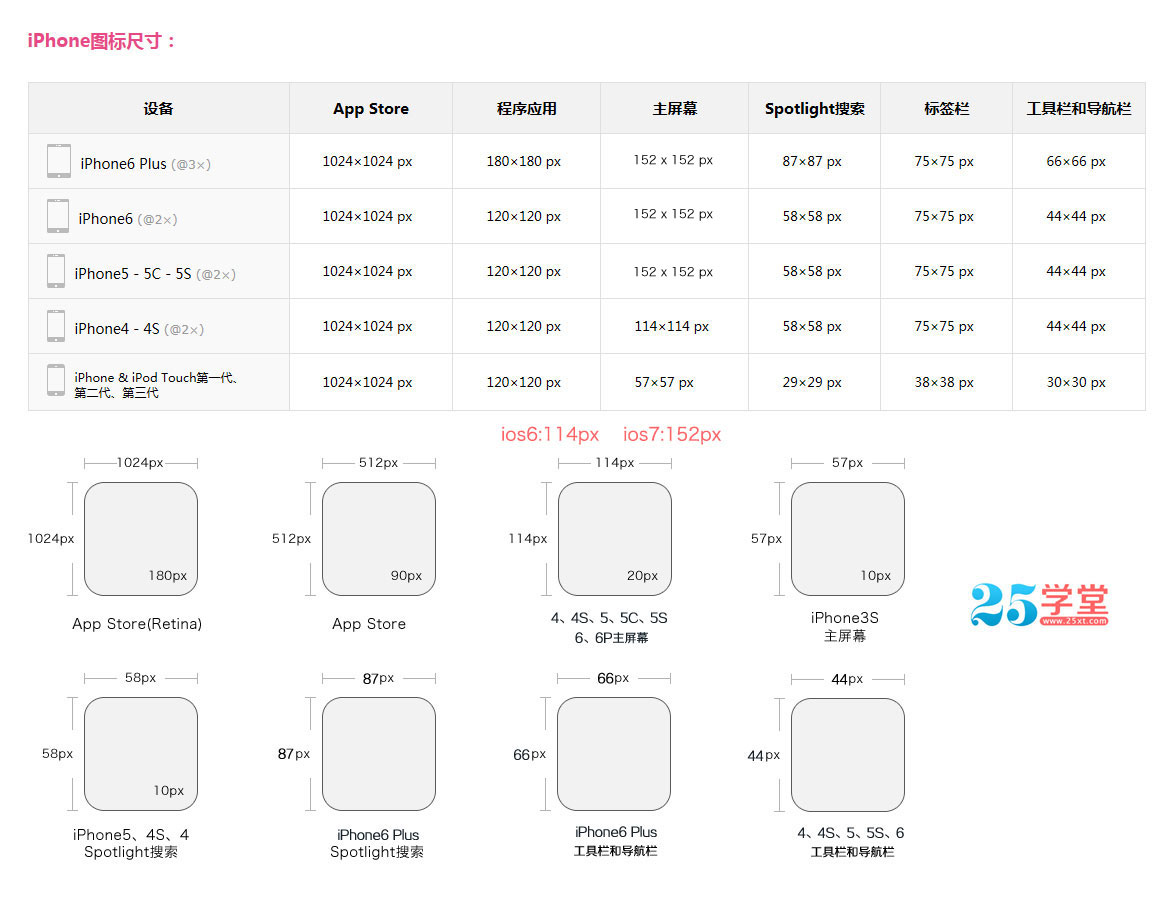 iPhone图标尺寸：
设备 App Store 程序应用 主屏幕 Spotlight搜索 标签栏 工具栏和导航栏
iPhone6 Plus (@3×) 1024×1024 px 180×180 px 152 x 152 px 87×87 px 75×75 px 66×66 px
iPhone6 (@2×) 1024×1024 px 120×120 px 152 x 152 px 58×58 px 75×75 px 44×44 px
iPhone5 - 5C - 5S (@2×) 1024×1024 px 120×120 px 152 x 152 px 58×58 px 75×75 px 44×44 px
iPhone4 - 4S (@2×) 1024×1024 px 120×120 px 114×114 px 58×58 px 75×75 px 44×44 px
iPhone & iPod Touch第一代、
第二代、第三代 1024×1024 px 120×120 px 57×57 px 29×29 px 38×38 px 30×30 px
ios6:114px ios7:152px
1024px 512px 114px 57px
1024px 512px 114px 57px
180px 90px 20px 10px
App Store(Retina) App Store 4、4S、5、5C、5S iPhone3S
6、6P主屏幕 主屏幕
25学堂
www.25xt.com
58px 87px 66px 44px
58px 87px 66px 44px
10px
iPhone5、4S、4 iPhone6 Plus iPhone6 Plus 4、4S、5、5S、6
Spotlight搜索 Spotlight搜索 工具栏和导航栏 工具栏和导航栏